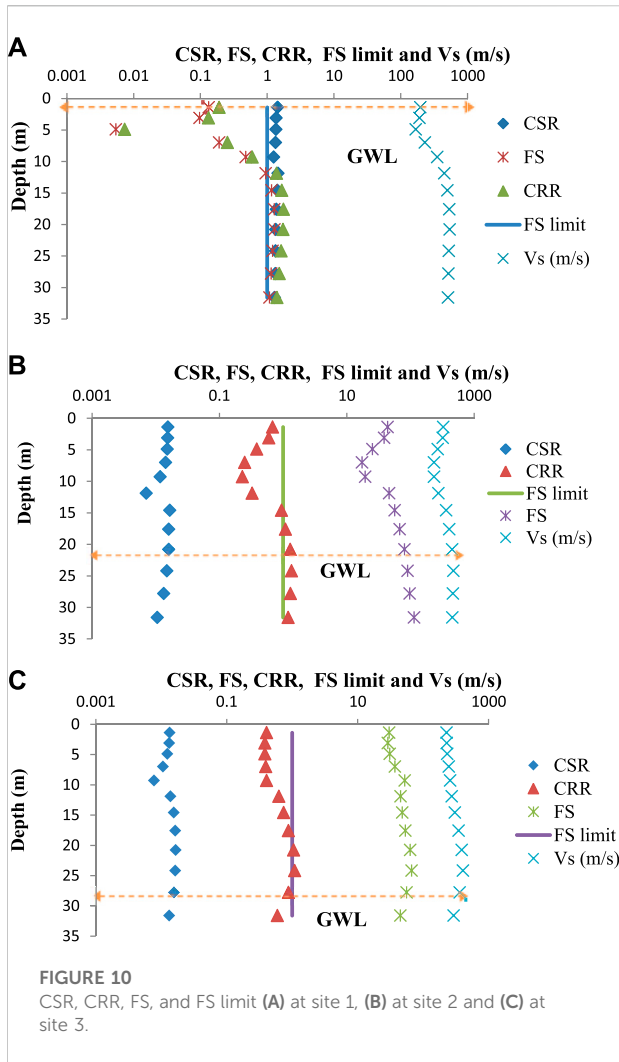 A
CSR, FS, CRR, FS limit and Vs (m/s)
0.001 0.01 0.1 1 10 100 1000
0
5
10
15
20
25
30
35
Depth (m)
GWL
CSR
FS
CRR
FS limit
Vs (m/s)
B
CSR, FS, CRR, FS limit and Vs (m/s)
0.001 0.1 10 1000
0
5
10
15
20
25
30
35
Depth (m)
GWL
CSR
CRR
FS limit
FS
Vs (m/s)
C
CSR, FS, CRR, FS limit and Vs (m/s)
0.001 0.1 10 1000
0
5
10
15
20
25
30
35
Depth (m)
GWL
CSR
CRR
FS
FS limit
Vs (m/s)
FIGURE 10
CSR, CRR, FS, and FS limit (A) at site 1, (B) at site 2 and (C) at
site 3.